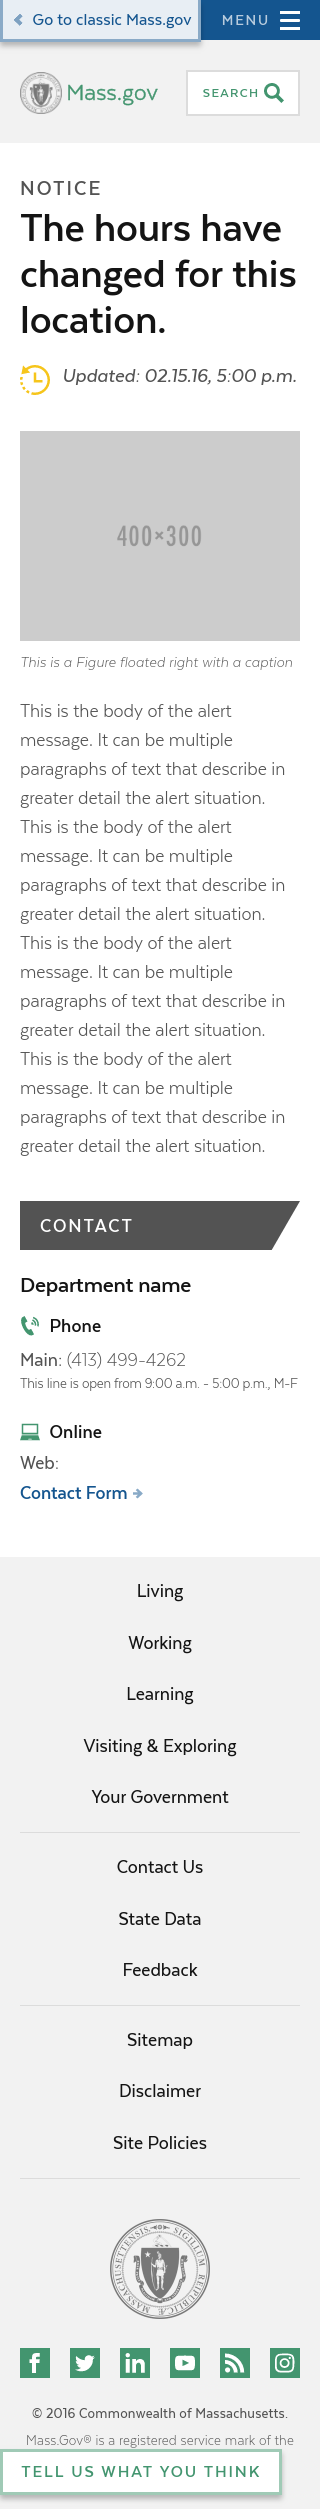 Go to classic Mass.gov
MENU
Mass.gov
SEARCH
NOTICE
The hours have
changed for this
location.
Updated: 02.15.16, 5:00 p.m.
400×300
This is a Figure floated right with a caption
This is the body of the alert
message. It can be multiple
paragraphs of text that describe in
greater detail the alert situation.
This is the body of the alert
message. It can be multiple
paragraphs of text that describe in
greater detail the alert situation.
This is the body of the alert
message. It can be multiple
paragraphs of text that describe in
greater detail the alert situation.
This is the body of the alert
message. It can be multiple
paragraphs of text that describe in
greater detail the alert situation.
CONTACT
Department name
Phone
Main: (413) 499-4262
This line is open from 9:00 a.m. - 5:00 p.m., M-F
Online
Web:
Contact Form
Living
Working
Learning
Visiting & Exploring
Your Government
Contact Us
State Data
Feedback
Sitemap
Disclaimer
Site Policies
© 2016 Commonwealth of Massachusetts.
Mass.Gov® is a registered service mark of the
TELL US WHAT YOU THINK